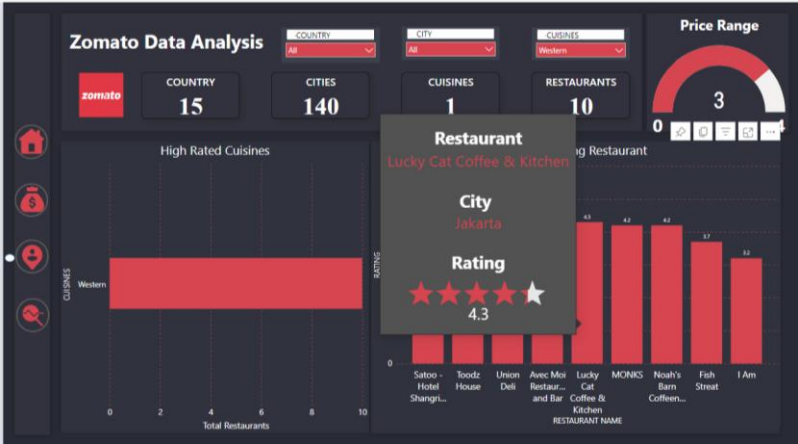 Zomato Data Analysis
COUNTRY
All
CITY
All
CUISINES
Western
Price Range
3
0
zomato
COUNTRY
15
CITIES
140
CUISINES
1
RESTAURANTS
10
High Rated Cuisines
CUISINES
Western
0 2 4 6 8 10
Total Restaurants
Restaurant
Lucky Cat Coffee & Kitchen
City
Jakarta
Rating
4.3
ng Restaurant
RATING
4.3
4.2
4.2
3.7
3.2
0
Satoo - Hotel Shangri...
Toodz House
Union Deli
Avec Moi Restaur... and Bar
Lucky Cat Coffee & Kitchen
MONKS
Noah's Barn Coffeen...
Fish Streat
I Am
RESTAURANT NAME